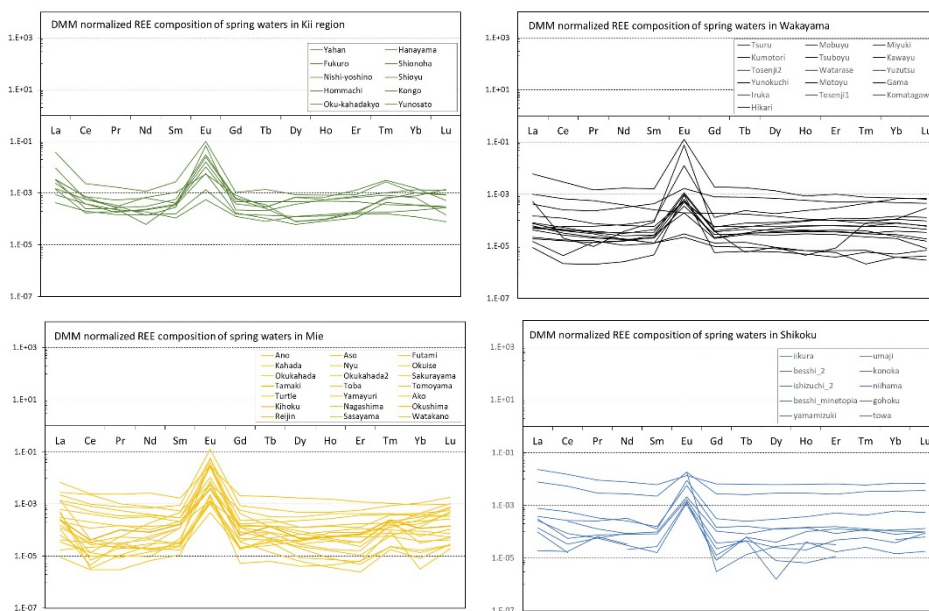 DMM normalized REE composition of spring waters in Kii region
1.E+03
Yahan Hanayama
Fukuro Shionoha
Nishi-yoshino Shioyu
Hommachi Kongo
Oku-kahadakyo Yunosato
1.E+01
La Ce Pr Nd Sm Eu Gd Tb Dy Ho Er Tm Yb Lu
1.E-01
1.E-03
1.E-05
1.E-07
DMM normalized REE composition of spring waters in Wakayama
1.E+03
Tsuru Mabuyu Miyuki
Kumotori Tsuboyu Kawayu
Tosenji2 Watarase Yuzutsu
Yunokuchi Motoyu Gama
Iruka Tosenji1 Komatagawa
Hikari
1.E+01
La Ce Pr Nd Sm Eu Gd Tb Dy Ho Er Tm Yb Lu
1.E-01
1.E-03
1.E-05
1.E-07
DMM normalized REE composition of spring waters in Mie
1.E+03
Ano Aso Futami
Kahada Nyu Okuise
Okukahada Okukahada2 Sakurayama
Tamaki Toba Tomoyama
Turtle Yamayuri Ako
Kihoku Nagashima Okushima
Reijin Sasayama Watakano
1.E+01
La Ce Pr Nd Sm Eu Gd Tb Dy Ho Er Tm Yb Lu
1.E-01
1.E-03
1.E-05
1.E-07
DMM normalized REE composition of spring waters in Shikoku
1.E+03
iikura umaji
besshi_2 konoka
ishizuchi_2 niihama
besshi_minetopia gohoku
yamamizuki towa
1.E+01
La Ce Pr Nd Sm Eu Gd Tb Dy Ho Er Tm Yb Lu
1.E-01
1.E-03
1.E-05
1.E-07